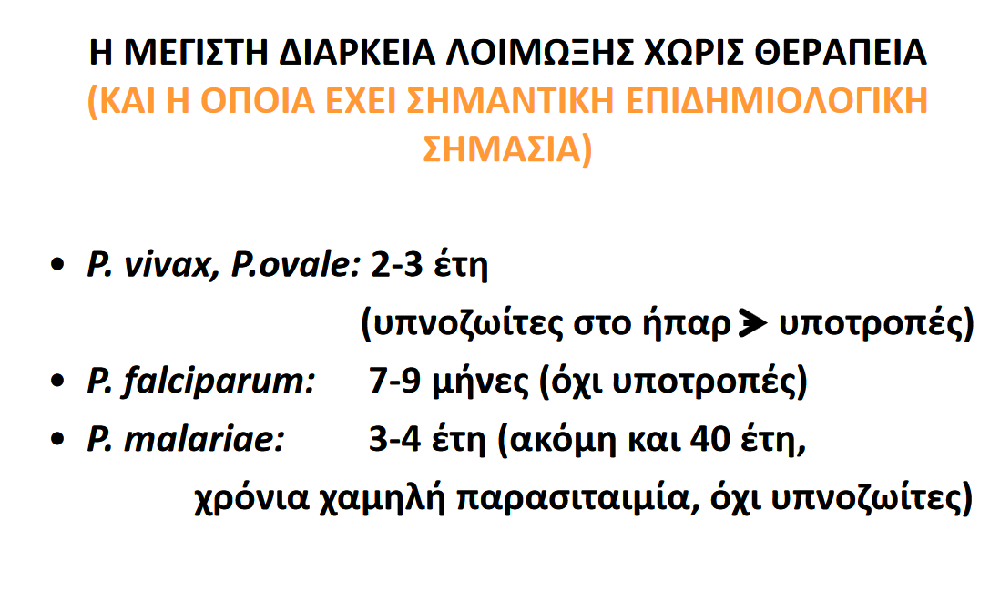 Η ΜΕΓΙΣΤΗ ΔΙΑΡΚΕΙΑ ΛΟΙΜΩΞΗΣ ΧΩΡΙΣ ΘΕΡΑΠΕΙΑ
(ΚΑΙ Η ΟΠΟΙΑ ΕΧΕΙ ΣΗΜΑΝΤΙΚΗ ΕΠΙΔΗΜΙΟΛΟΓΙΚΗ
ΣΗΜΑΣΙΑ)
• P. vivax, P.ovale: 2-3 έτη
(υπνοζωίτες στο ήπαρ ➢ υποτροπές)
• P. falciparum: 7-9 μήνες (όχι υποτροπές)
• P. malariae: 3-4 έτη (ακόμη και 40 έτη,
χρόνια χαμηλή παρασιταιμία, όχι υπνοζωίτες)